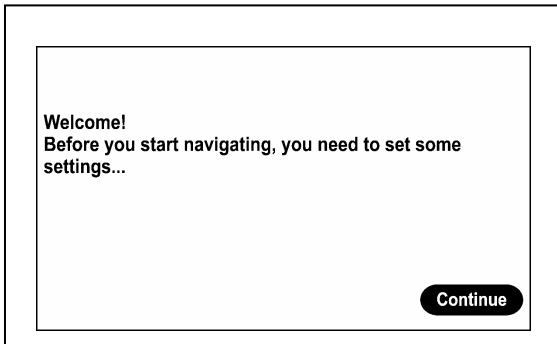 Welcome!
Before you start navigating, you need to set some
settings...
Continue